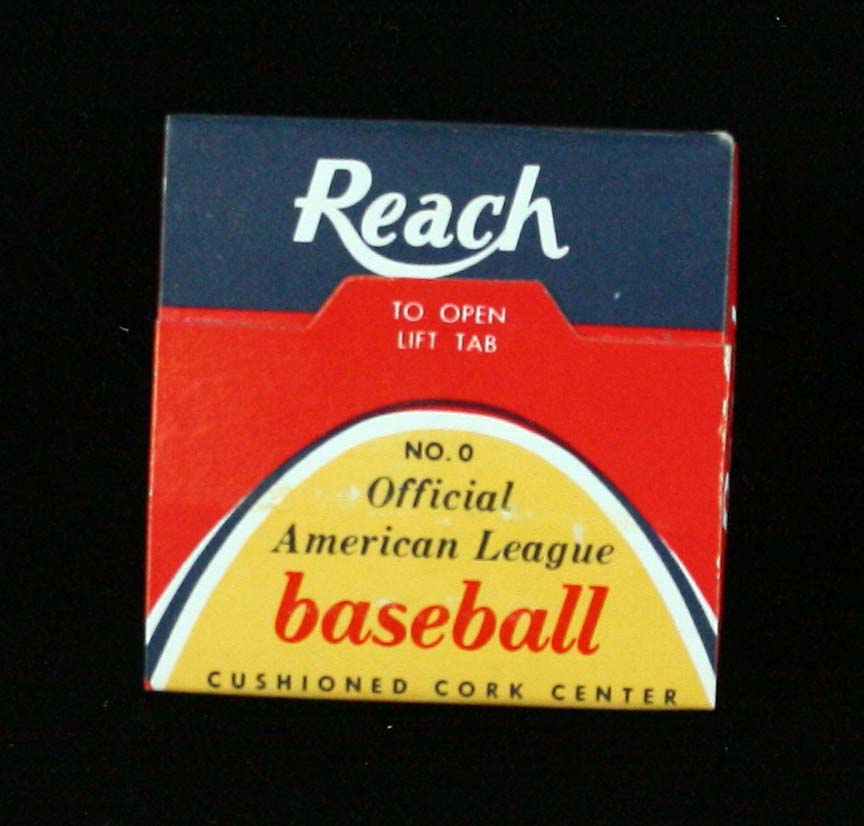 Reach
TO OPEN
LIFT TAB
NO. 0
Official
American League
baseball
CUSHIONED CORK CENTER